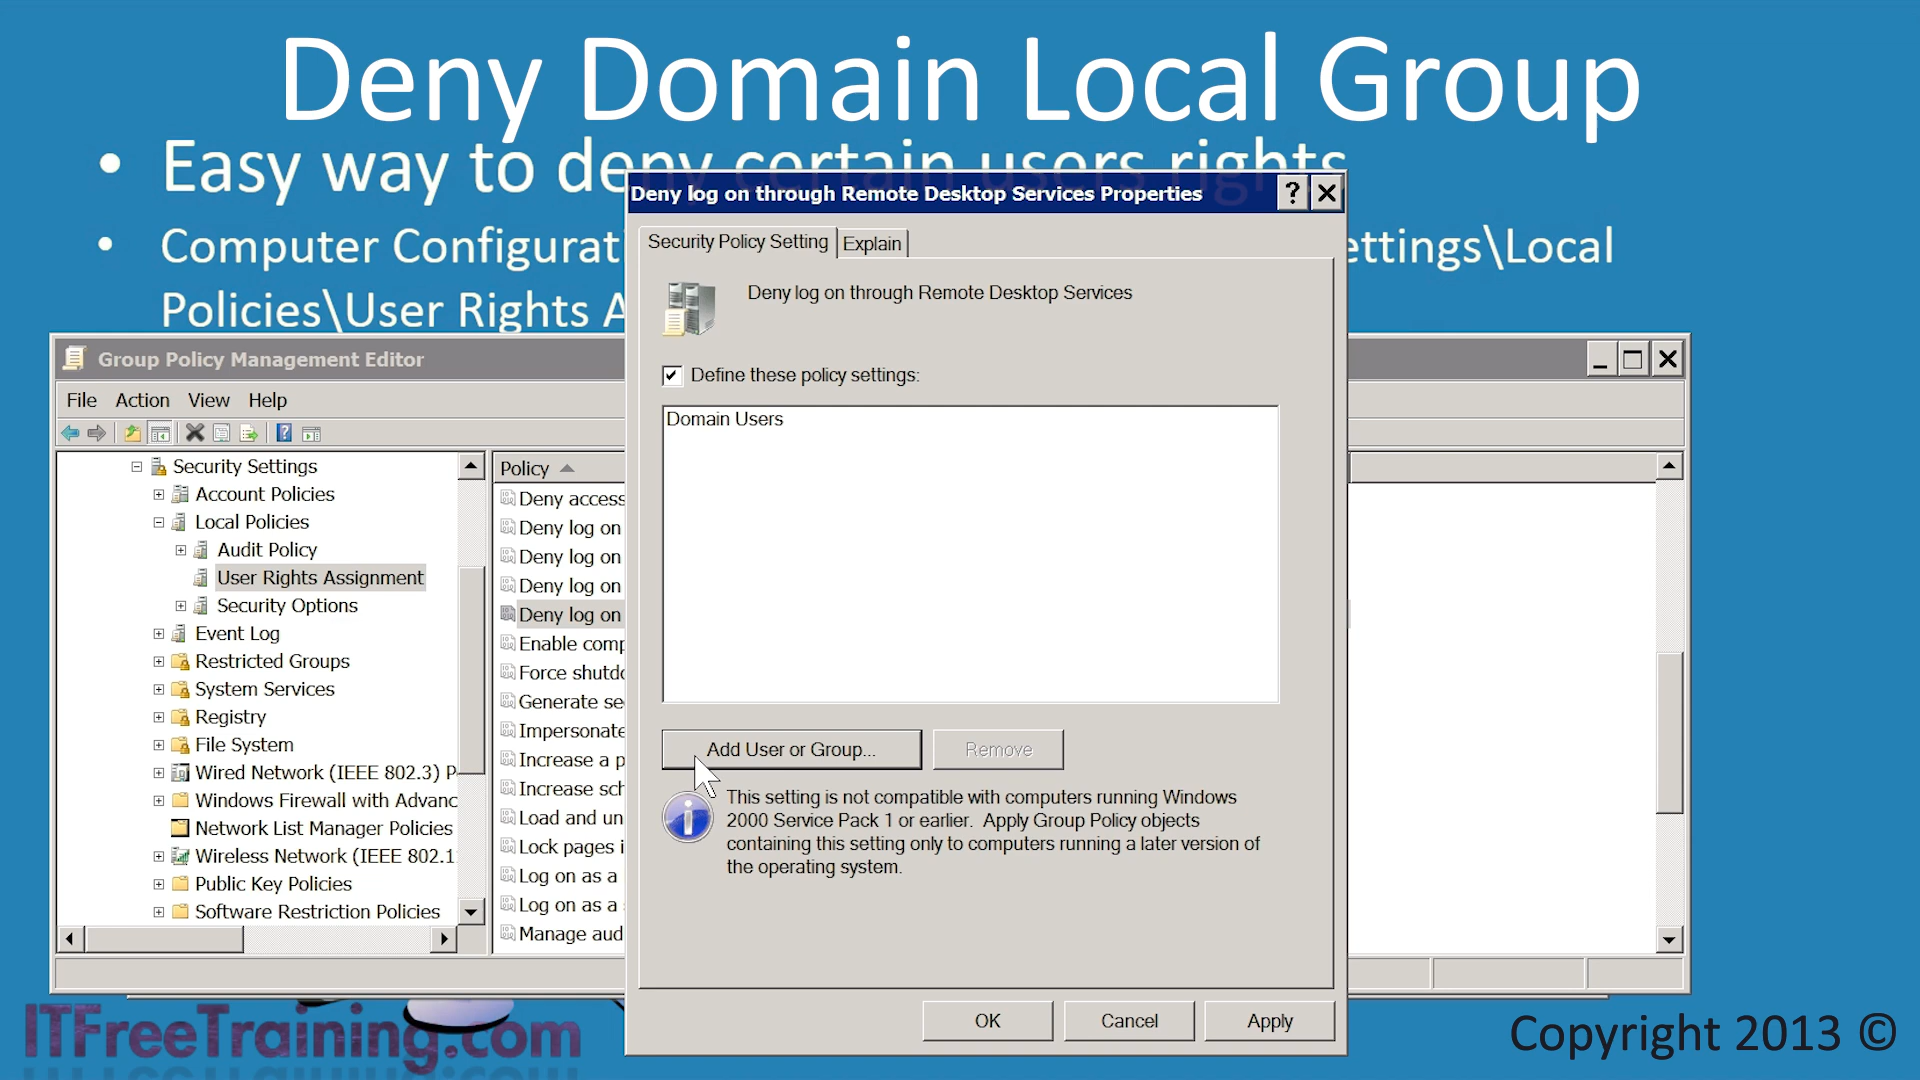 Deny Domain Local Group
• Easy way to deny certain users rights
• Computer Configurati ettings\Local
Policies\User Rights A
Deny log on through Remote Desktop Services Properties
Security Policy Setting
Explain
Deny log on through Remote Desktop Services
Define these policy settings:
Domain Users
Add User or Group...
Remove
This setting is not compatible with computers running Windows
2000 Service Pack 1 or earlier. Apply Group Policy objects
containing this setting only to computers running a later version of
the operating system.
OK
Cancel
Apply
Group Policy Management Editor
File Action View Help
Security Settings
Account Policies
Local Policies
Audit Policy
User Rights Assignment
Security Options
Event Log
Restricted Groups
System Services
Registry
File System
Wired Network (IEEE 802.3) P
Windows Firewall with Advanc
Network List Manager Policies
Wireless Network (IEEE 802.1
Public Key Policies
Software Restriction Policies
Policy
Deny access
Deny log on
Deny log on
Deny log on
Deny log on
Enable comp
Force shutdo
Generate se
Impersonate
Increase a p
Increase sch
Load and un
Lock pages i
Log on as a
Log on as a
Manage aud
ITFreeTraining.com
Copyright 2013 ©